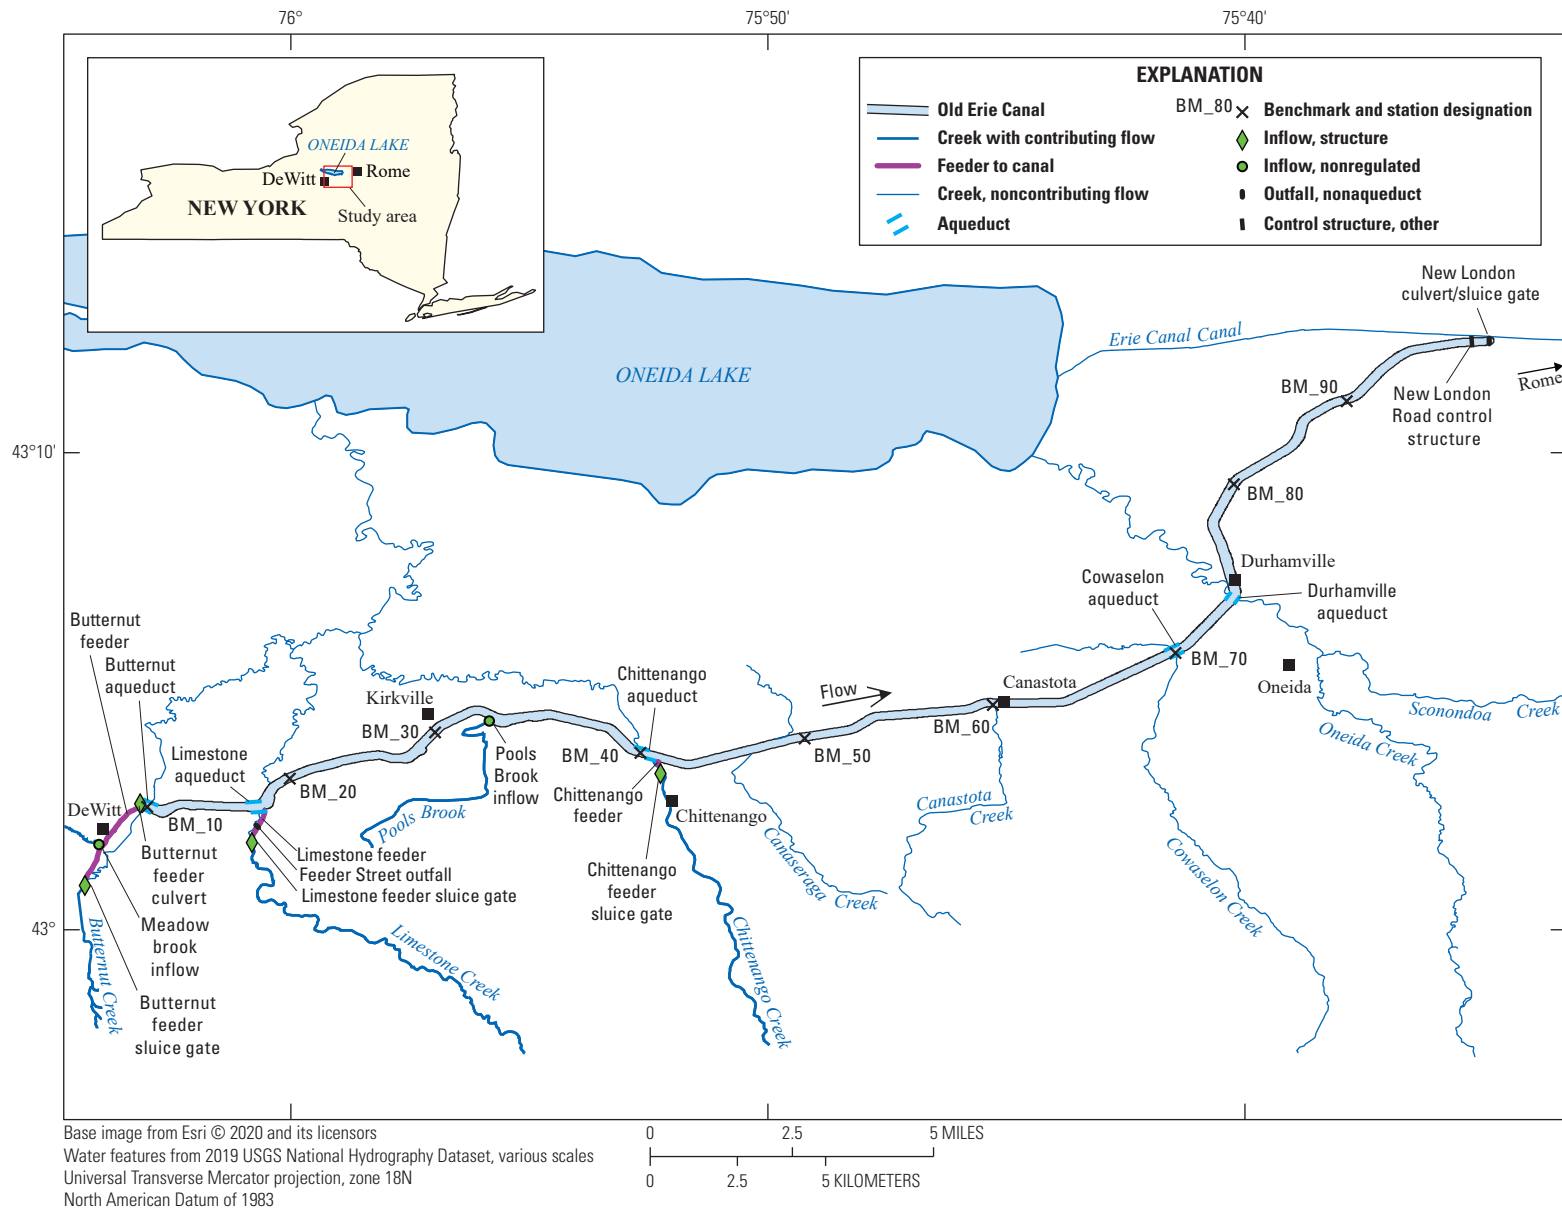 76°
75°50'
75°40'
43°10'
43°
ONEIDA LAKE
DeWitt
Rome
NEW YORK
Study area
EXPLANATION
Old Erie Canal
Creek with contributing flow
Feeder to canal
Creek, noncontributing flow
Aqueduct
BM_80
Benchmark and station designation
Inflow, structure
Inflow, nonregulated
Outfall, nonaqueduct
Control structure, other
New London
culvert/sluice gate
Erie Canal Canal
Rome
ONEIDA LAKE
BM_90
New London
Road control
structure
BM_80
Durhamville
Cowaselon
aqueduct
Durhamville
aqueduct
BM_70
Oneida
Sconondoa Creek
Oneida Creek
Butternut
feeder
Butternut
aqueduct
Kirkville
BM_30
Chittenango
aqueduct
Flow
Canastota
BM_60
Limestone
aqueduct
BM_40
BM_50
Pools
Brook
inflow
BM_20
DeWitt
BM_10
Chittenango
feeder
Chittenango
Pools Brook
Canastota
Creek
Canaseraga Creek
Cowaselon Creek
Butternut
feeder
culvert
Limestone feeder
Feeder Street outfall
Limestone feeder sluice gate
Chittenango
feeder
sluice gate
Meadow
brook
inflow
Butternut Creek
Limestone Creek
Chittenango Creek
Butternut
feeder
sluice gate
Base image from Esri © 2020 and its licensors
Water features from 2019 USGS National Hydrography Dataset, various scales
Universal Transverse Mercator projection, zone 18N
North American Datum of 1983
0 2.5 5 MILES
0 2.5 5 KILOMETERS